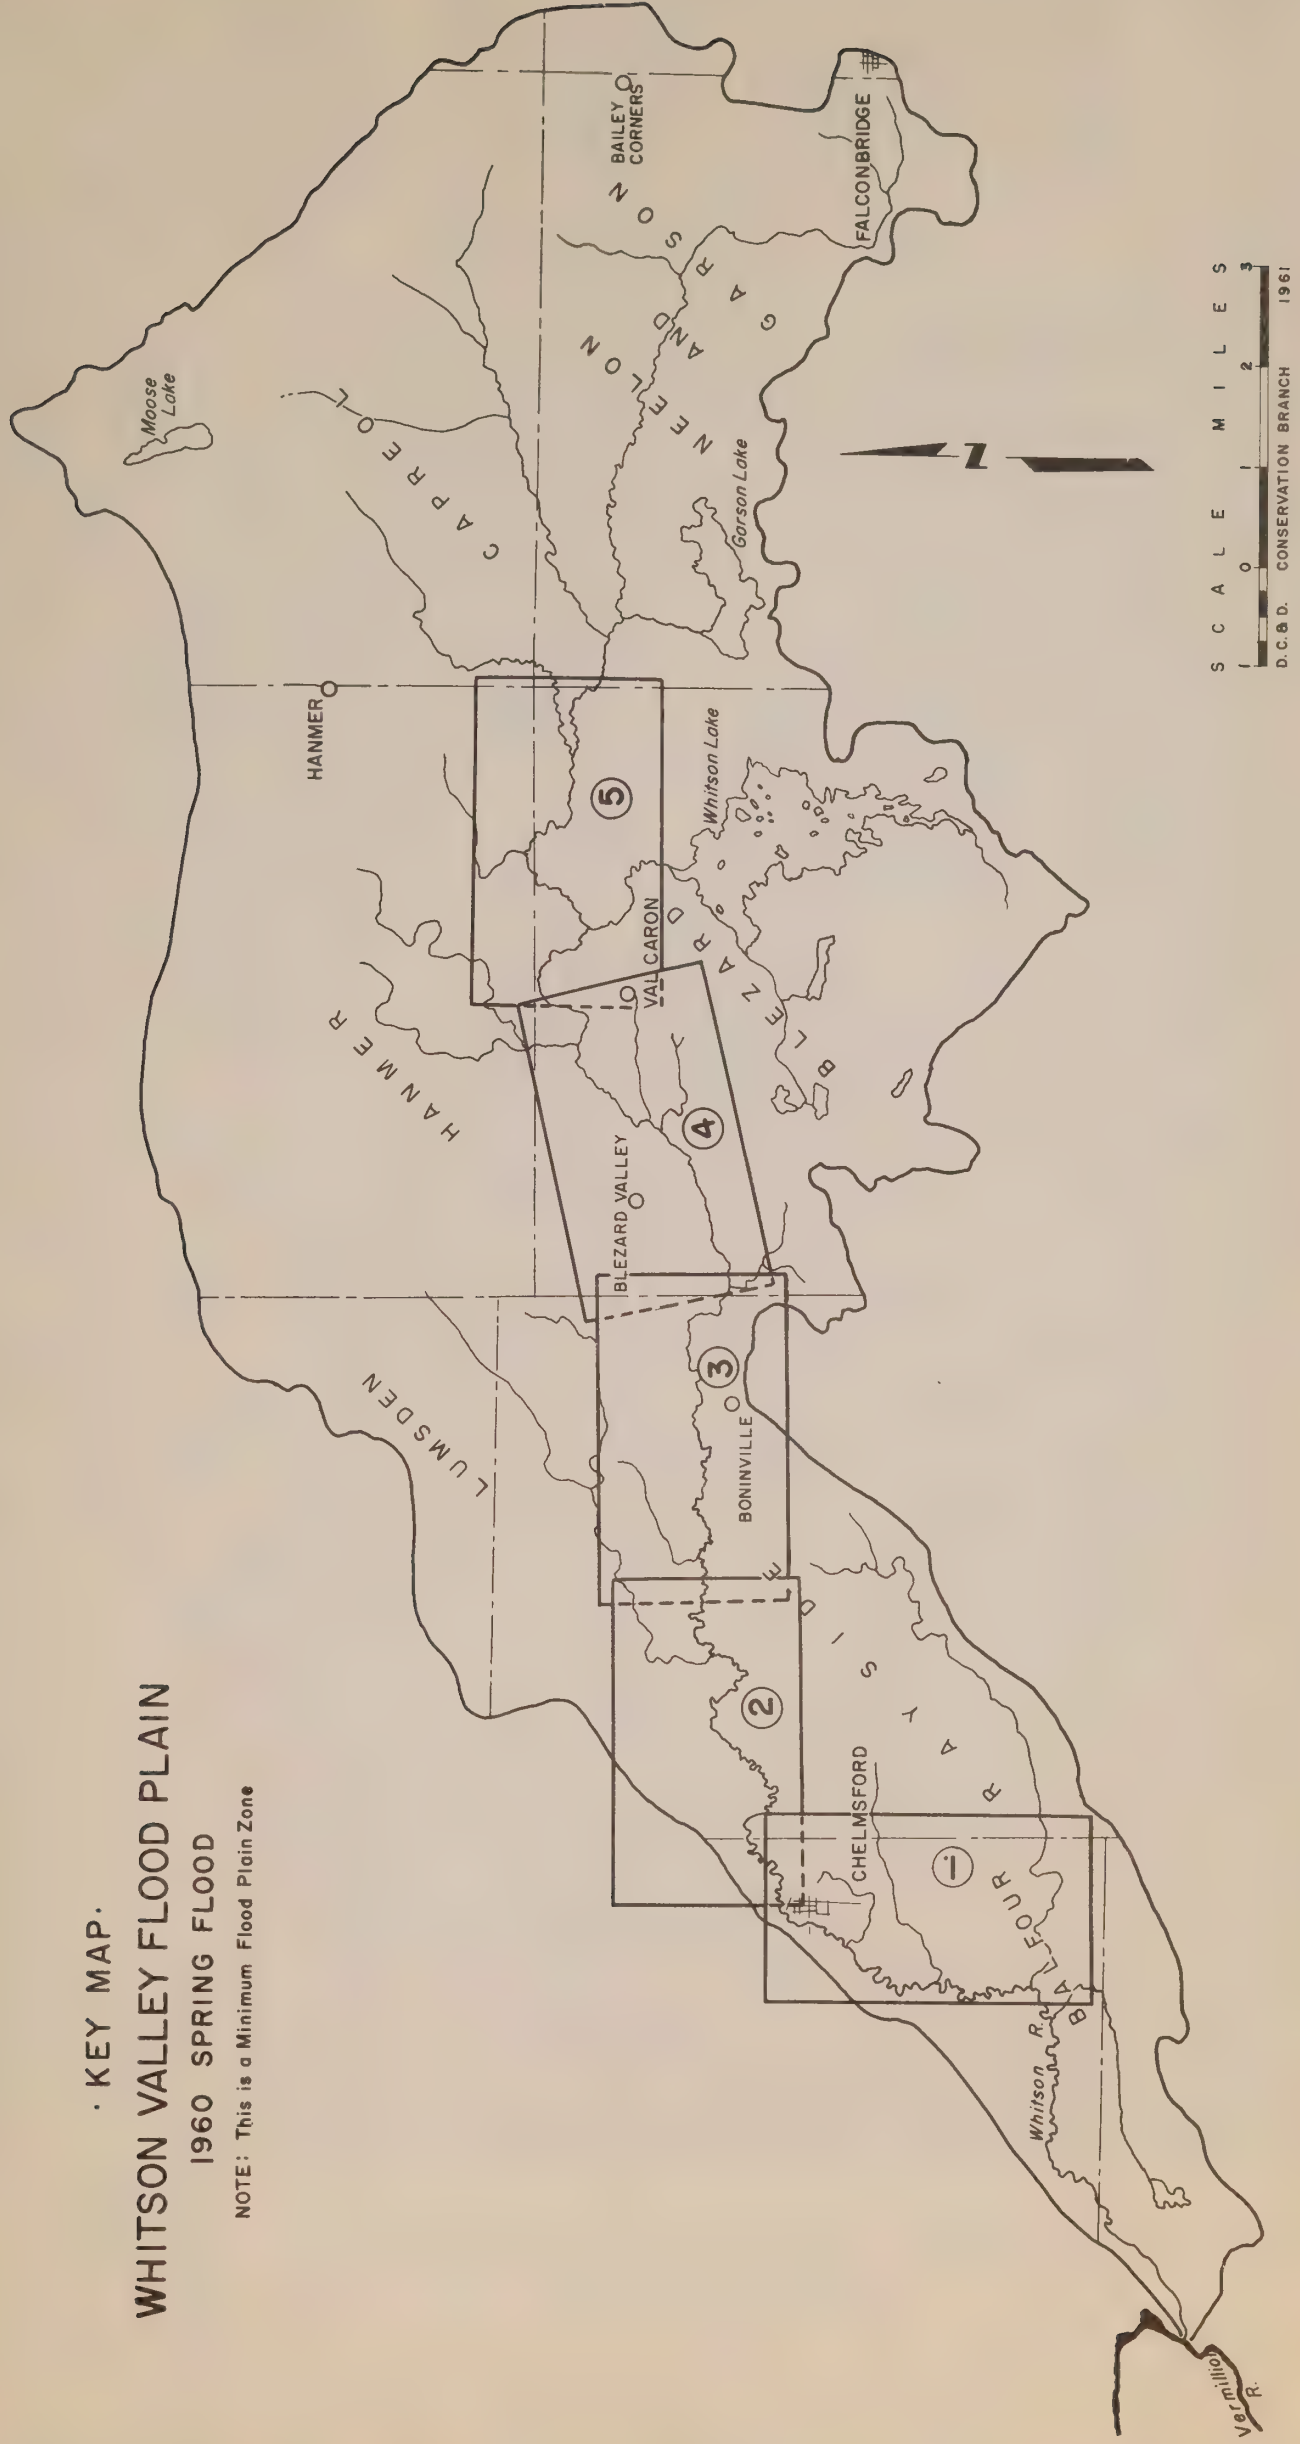 · KEY MAP ·
WHITSON VALLEY FLOOD PLAIN
1960 SPRING FLOOD
NOTE: This is a Minimum Flood Plain Zone
Moose
Lake
CAPREOL
HANMER
HANMER
LUMSDEN
BAILEY
CORNERS
NEELON
AND
GARSON
FALCONBRIDGE
Garson Lake
Whitson Lake
VAL CARON
BLEZARD
BLEZARD VALLEY
BONINVILLE
RAYSIDE
CHELMSFORD
BALFOUR
Whitson R.
Vermillion
R.
1
2
3
4
5
N
SCALE MILES
1 0 1 2 3
D.C.& D. CONSERVATION BRANCH 1961